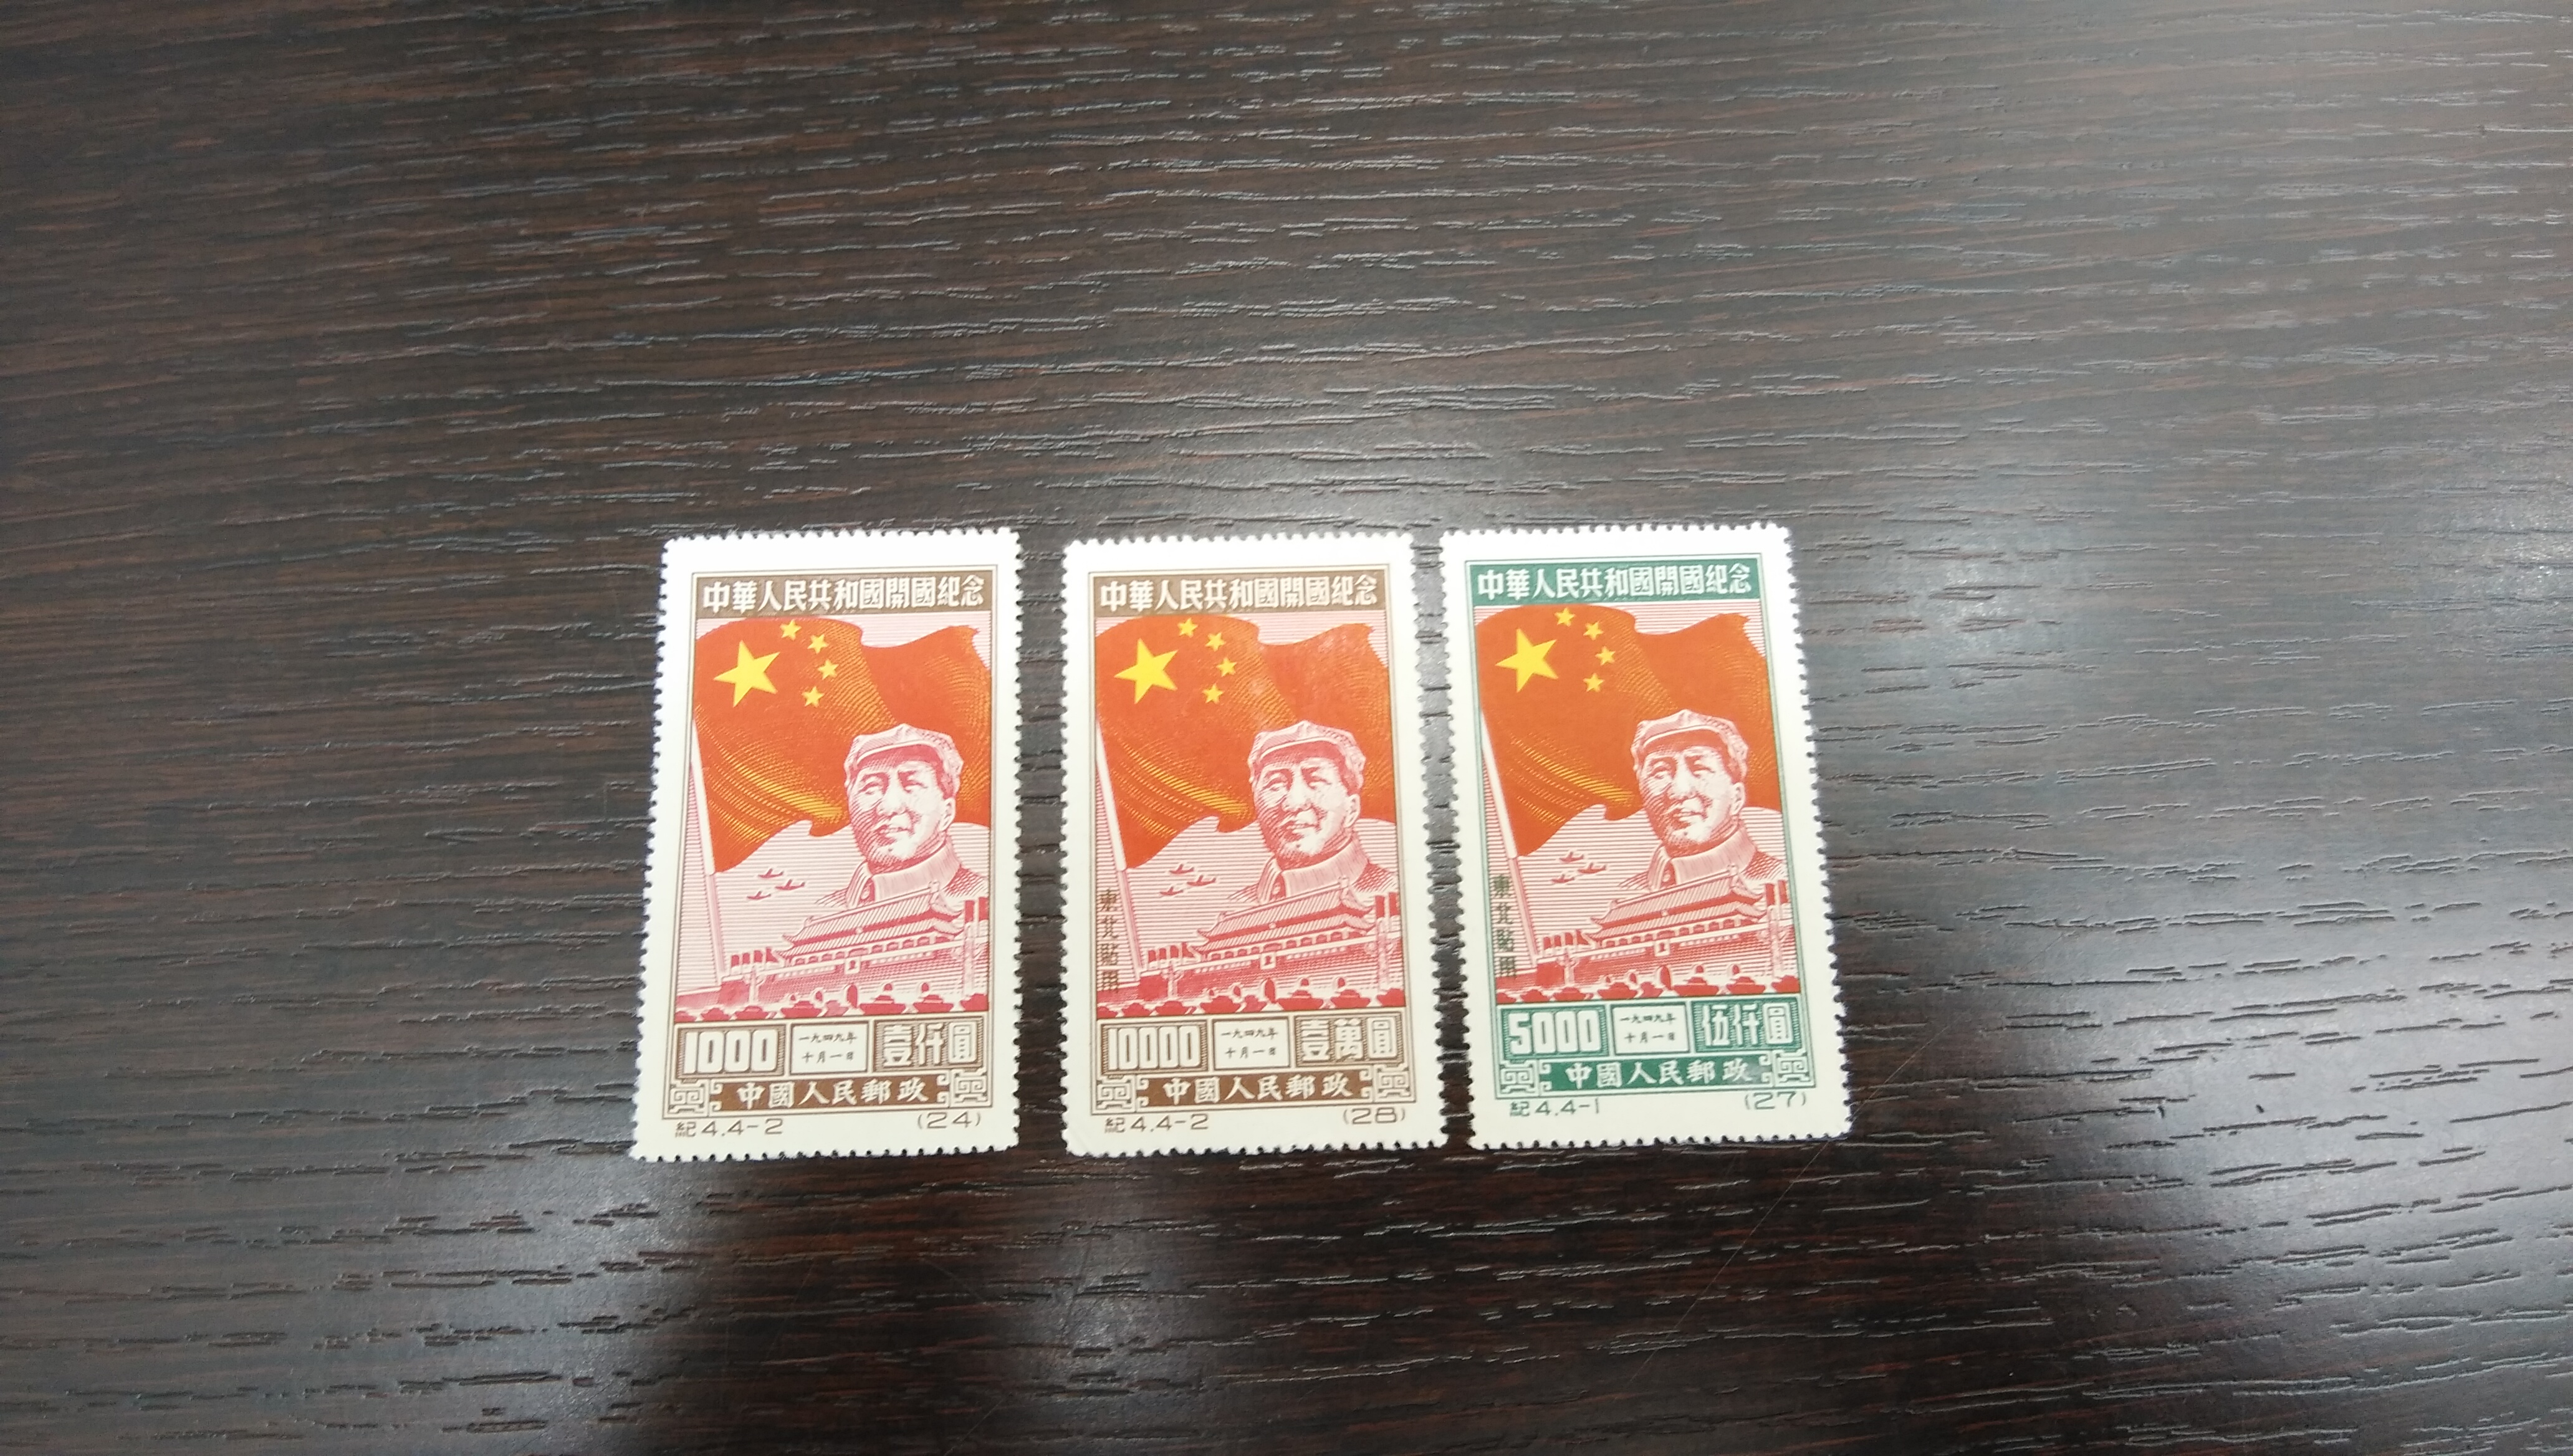 中華人民共和國開國紀念
1000
一九四九年
十月一日
壹仟圓
中國人民郵政
紀4.4-2
(24)
中華人民共和國開國紀念
東北貼用
10000
一九四九年
十月一日
壹萬圓
中國人民郵政
紀4.4-2
(28)
中華人民共和國開國紀念
東北貼用
5000
一九四九年
十月一日
伍仟圓
中國人民郵政
紀4.4-1
(27)